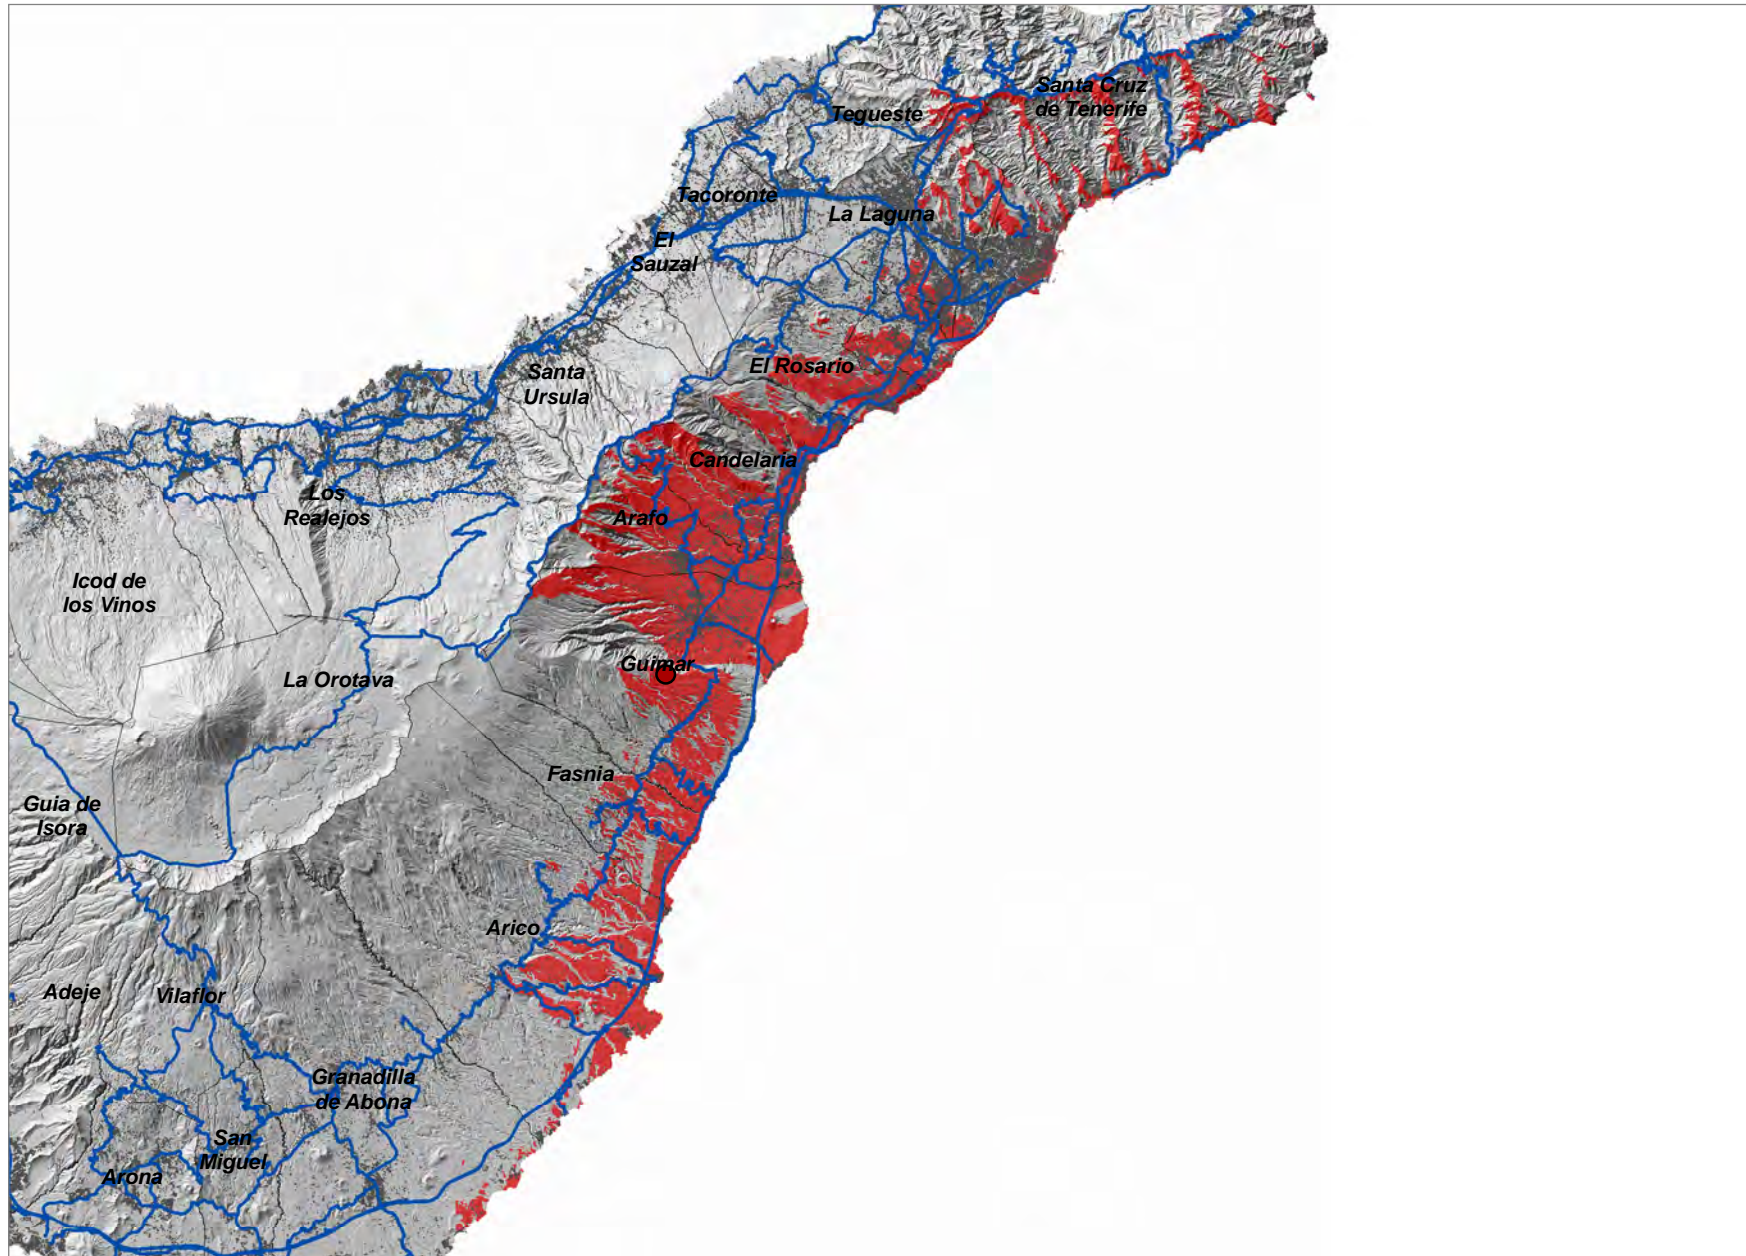 Santa Cruz
de Tenerife
Tegueste
Tacoronte
La Laguna
El
Sauzal
El Rosario
Santa
Ursula
Candelaria
Los
Realejos
Arafo
Icod de
los Vinos
Guimar
La Orotava
Fasnia
Guia de
Isora
Arico
Adeje
Vilaflor
Granadilla
de Abona
San
Miguel
Arona